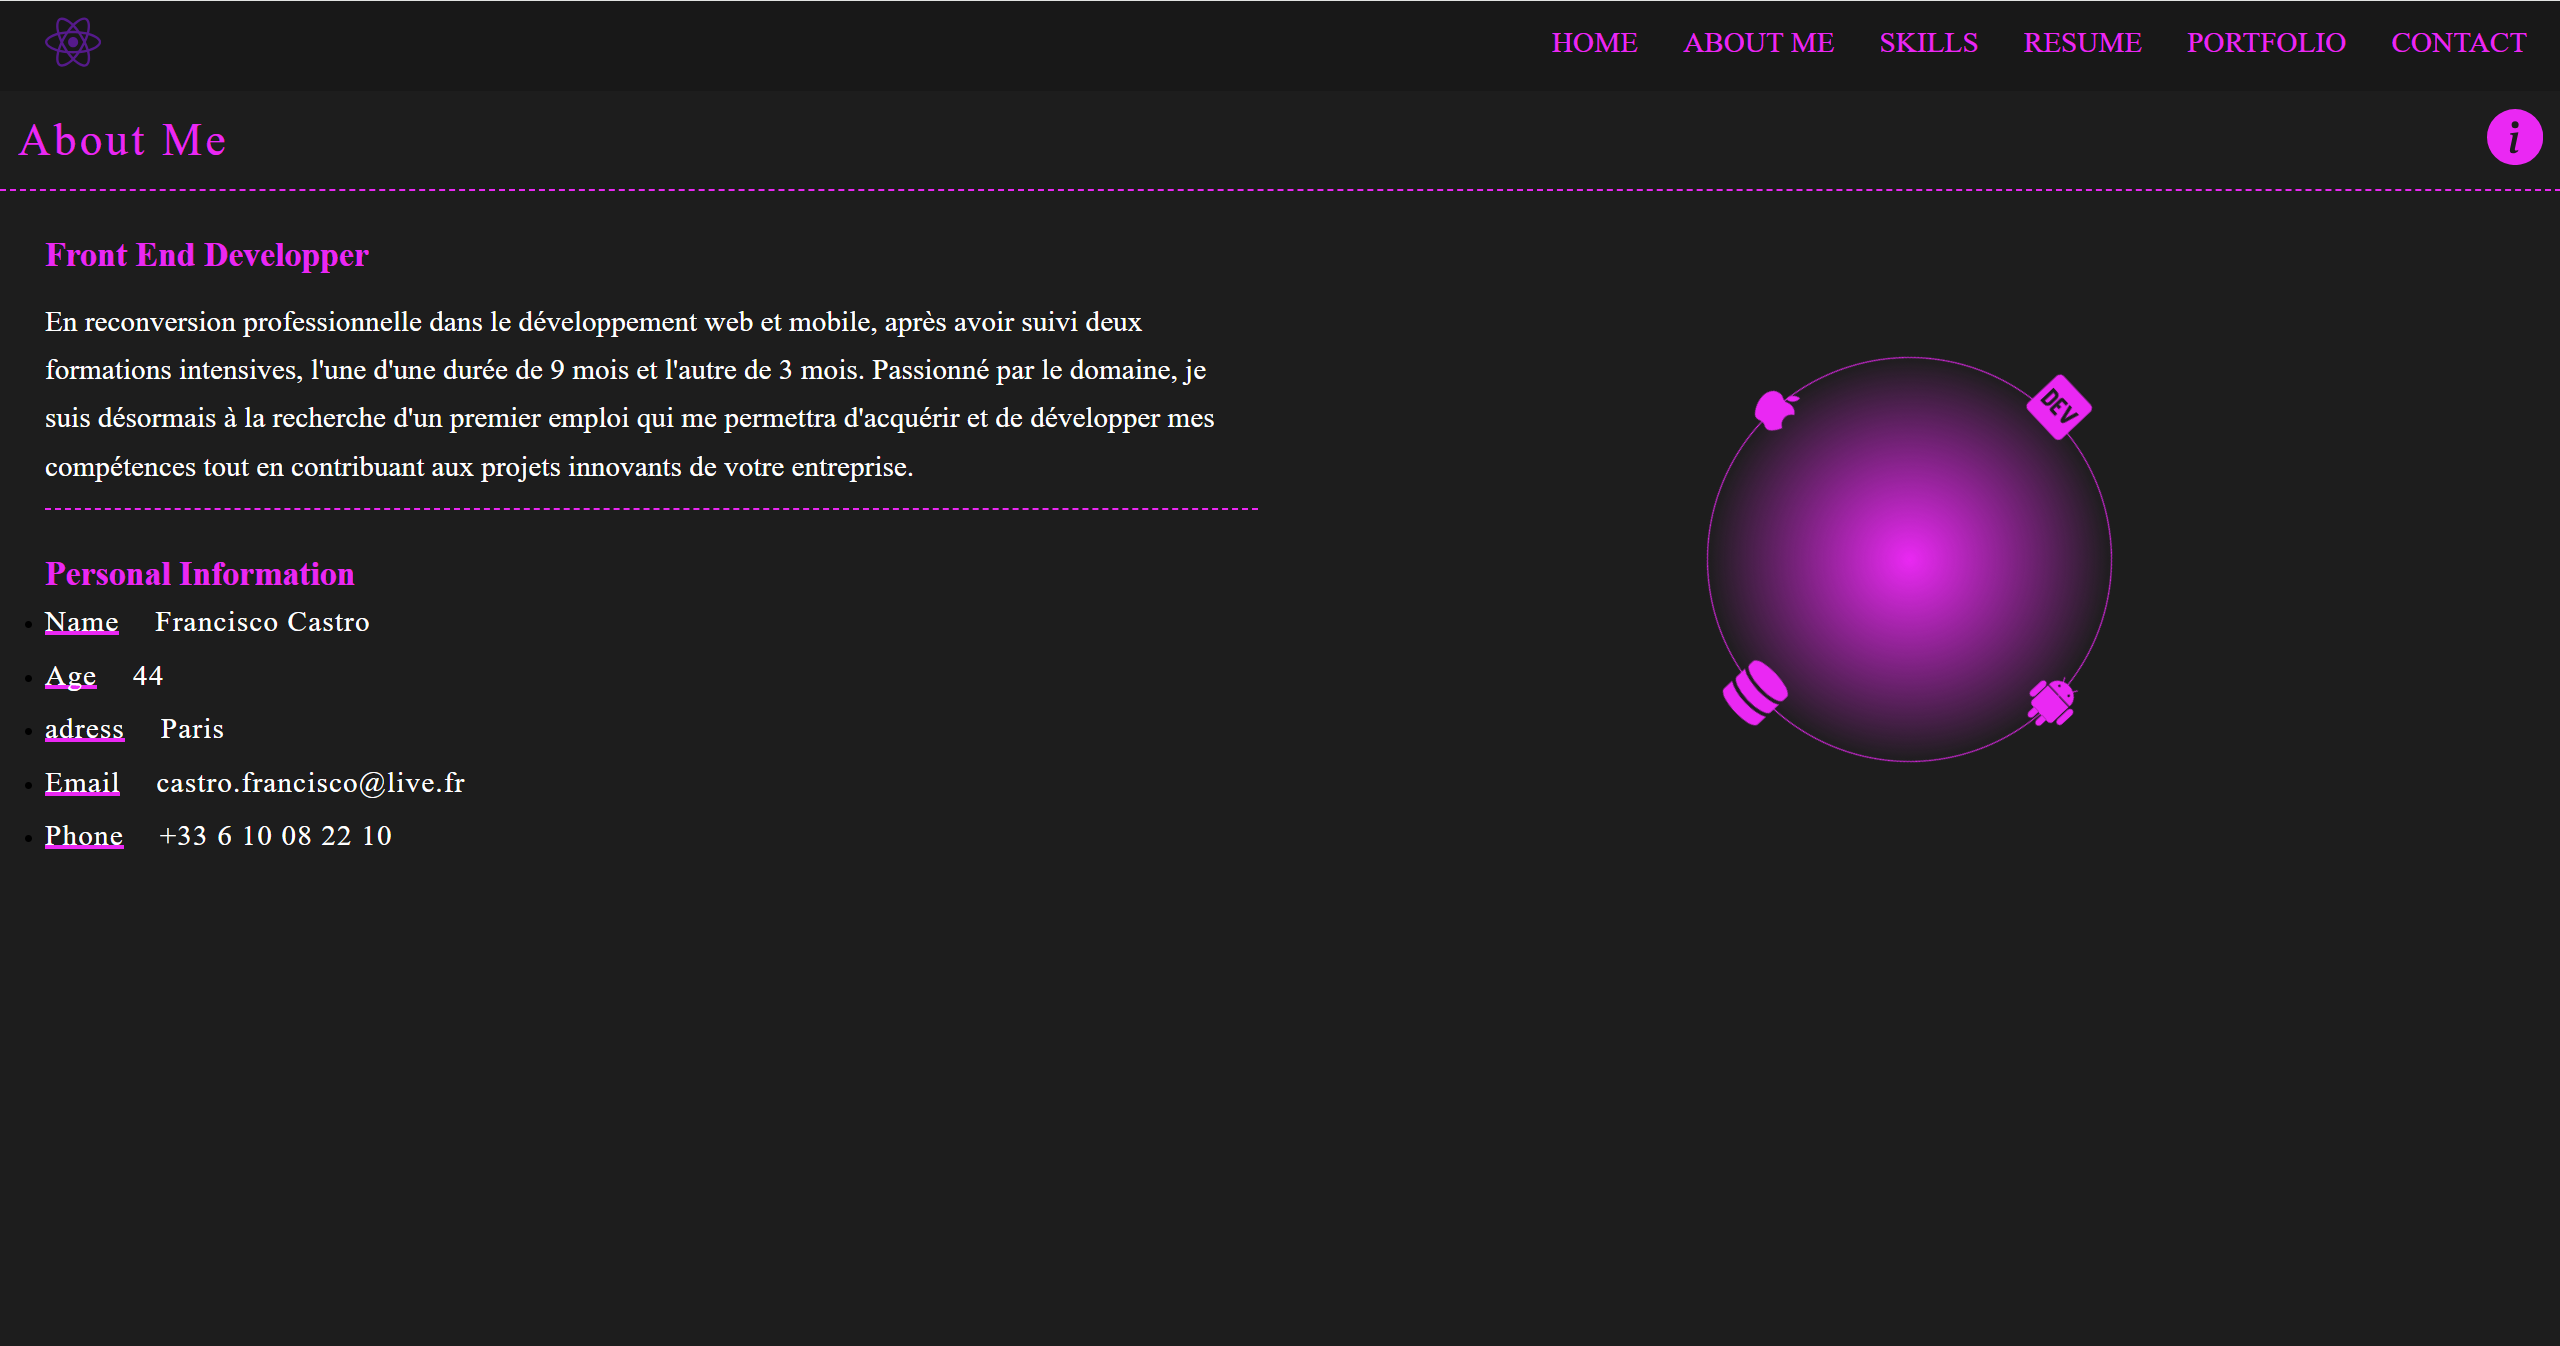 HOME ABOUT ME SKILLS RESUME PORTFOLIO CONTACT
About Me
i
Front End Developper
En reconversion professionnelle dans le développement web et mobile, après avoir suivi deux
formations intensives, l'une d'une durée de 9 mois et l'autre de 3 mois. Passionné par le domaine, je
suis désormais à la recherche d'un premier emploi qui me permettra d'acquérir et de développer mes
compétences tout en contribuant aux projets innovants de votre entreprise.
DEV
Personal Information
Name Francisco Castro
Age 44
adress Paris
Email castro.francisco@live.fr
Phone +33 6 10 08 22 10